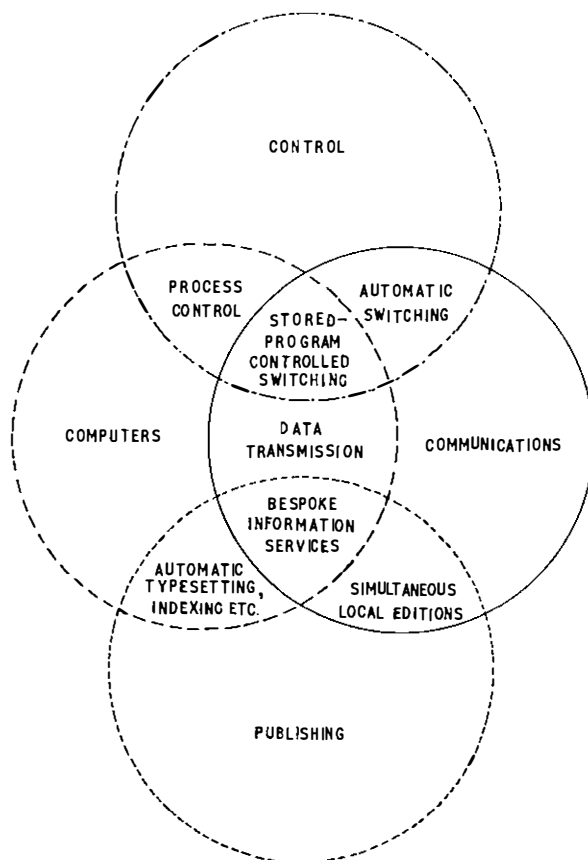 CONTROL
PROCESS
CONTROL
AUTOMATIC
SWITCHING
STORED-
PROGRAM
CONTROLLED
SWITCHING
COMPUTERS
DATA
TRANSMISSION
COMMUNICATIONS
BESPOKE
INFORMATION
SERVICES
AUTOMATIC
TYPESETTING,
INDEXING ETC.
SIMULTANEOUS
LOCAL EDITIONS
PUBLISHING